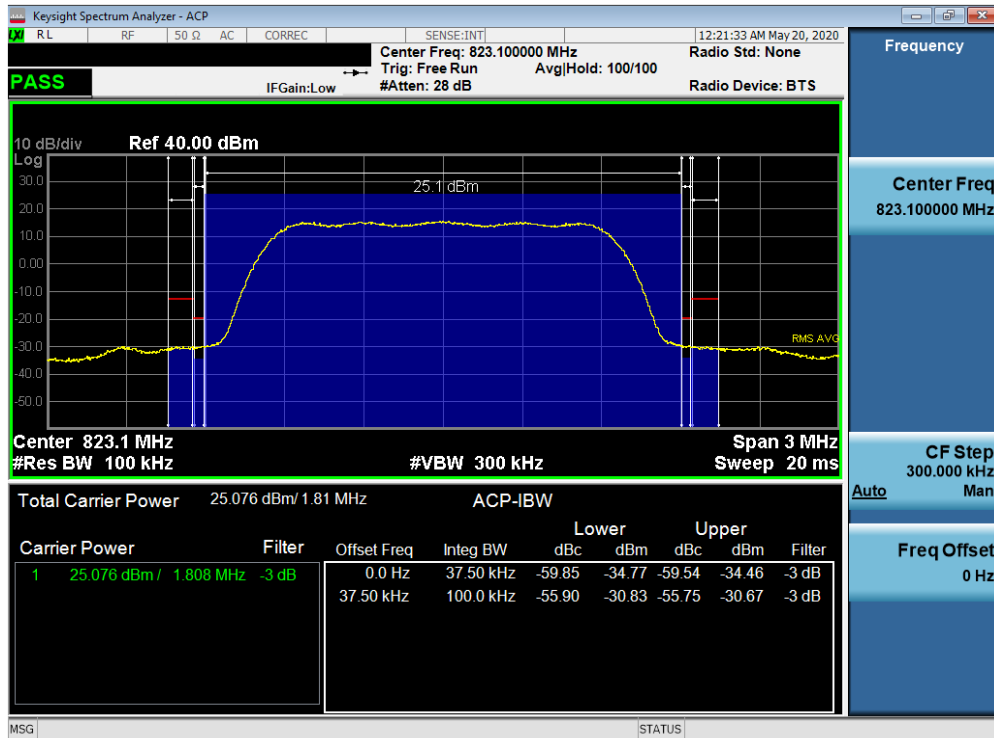 Keysight Spectrum Analyzer - ACP
LXI RL RF 50 Ω AC CORREC SENSE:INT 12:21:33 AM May 20, 2020
Center Freq: 823.100000 MHz Radio Std: None
Trig: Free Run Avg|Hold: 100/100
PASS IFGain:Low #Atten: 28 dB Radio Device: BTS
10 dB/div Ref 40.00 dBm
Log
30.0
25.1 dBm
20.0
10.0
0.00
-10.0
-20.0
-30.0
RMS AVG
-40.0
-50.0
Center 823.1 MHz Span 3 MHz
#Res BW 100 kHz #VBW 300 kHz Sweep 20 ms
Total Carrier Power 25.076 dBm/ 1.81 MHz ACP-IBW
Lower Upper
Carrier Power Filter Offset Freq Integ BW dBc dBm dBc dBm Filter
1 25.076 dBm / 1.808 MHz -3 dB 0.0 Hz 37.50 kHz -59.85 -34.77 -59.54 -34.46 -3 dB
37.50 kHz 100.0 kHz -55.90 -30.83 -55.75 -30.67 -3 dB
MSG STATUS
Frequency
Center Freq
823.100000 MHz
CF Step
300.000 kHz
Auto Man
Freq Offset
0 Hz